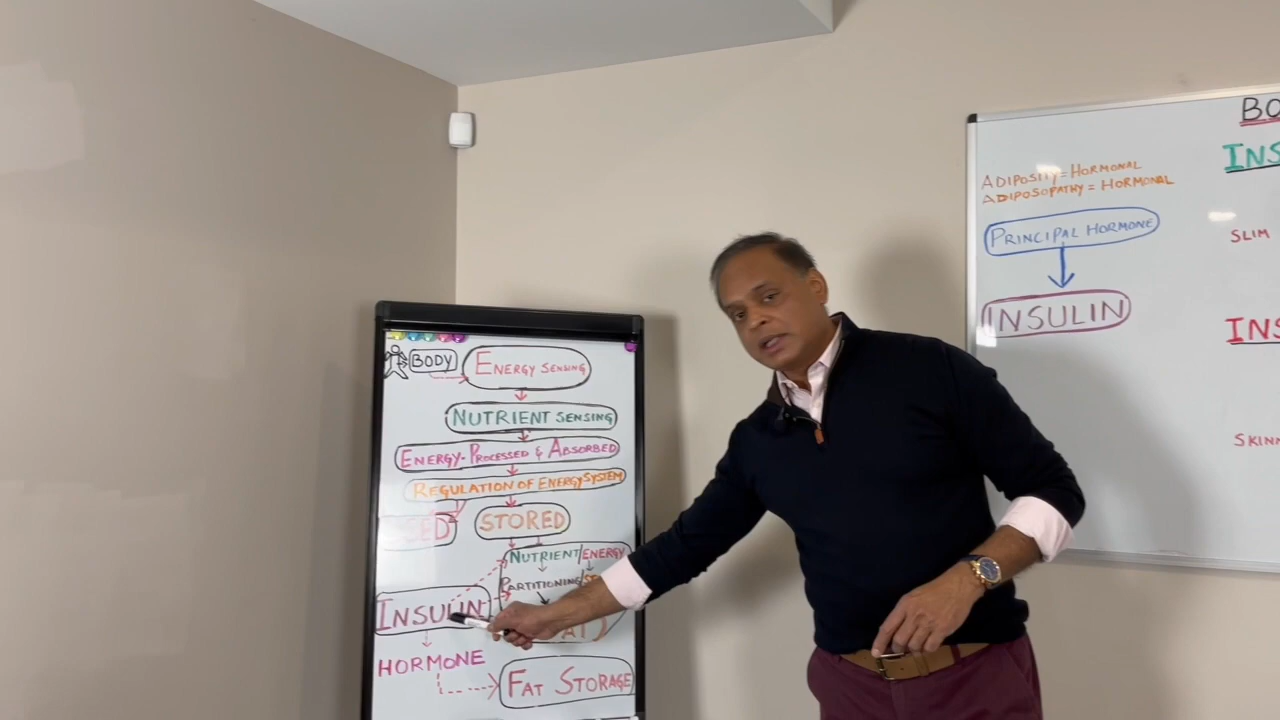 BODY
ENERGY SENSING
NUTRIENT SENSING
ENERGY-PROCESSED & ABSORBED
REGULATION OF ENERGY SYSTEM
SED
STORED
NUTRIENT/ENERGY
PARTITIONING/
INSULIN
HORMONE
FAT STORAGE
ADIPOSITY = HORMONAL
ADIPOSOPATHY = HORMONAL
PRINCIPAL HORMONE
INSULIN
BO
INS
SLIM
INS
SKINN